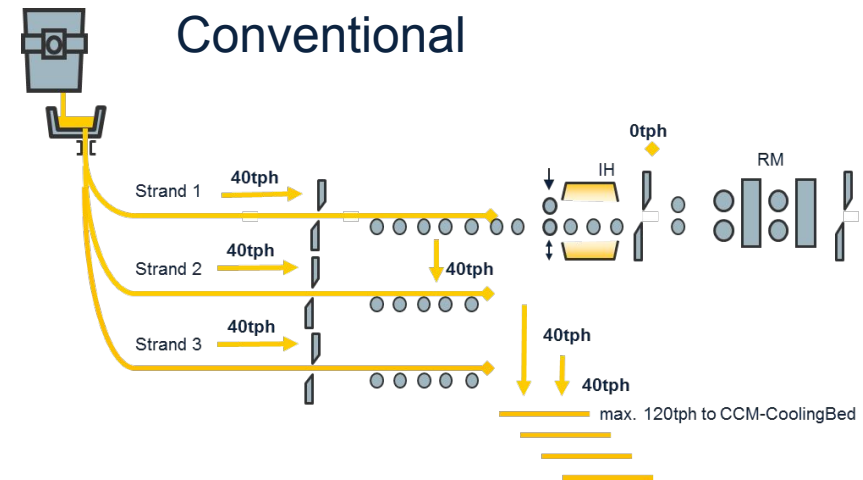 Conventional
0tph
IH
RM
Strand 1
40tph
Strand 2
40tph
40tph
Strand 3
40tph
40tph
40tph
max. 120tph to CCM-CoolingBed